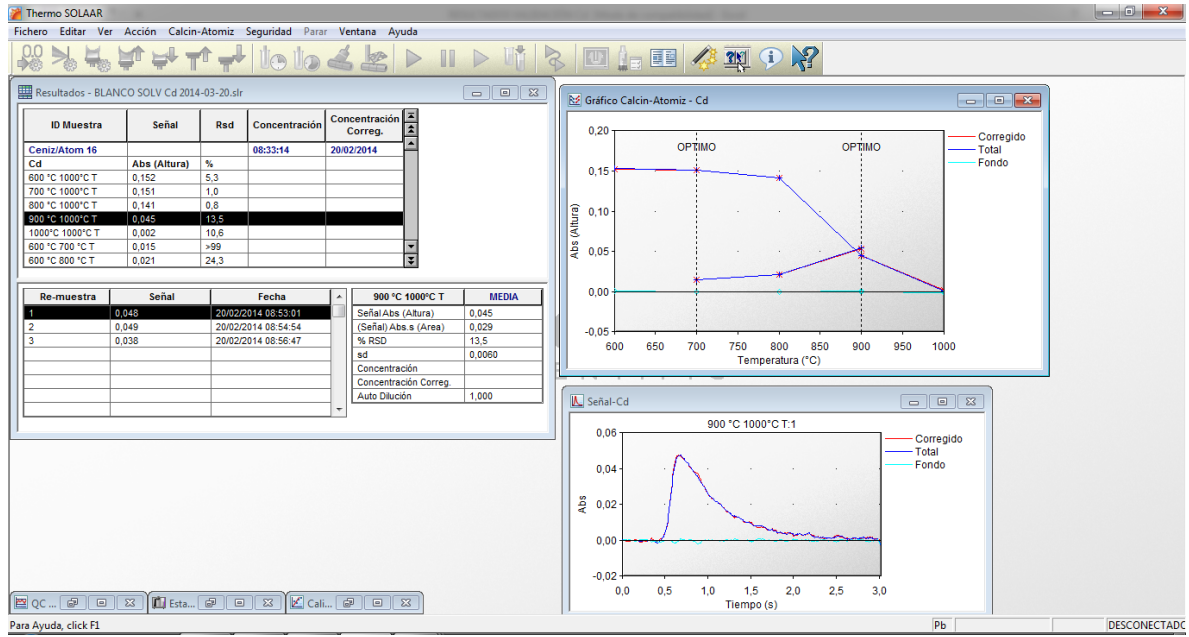 Thermo SOLAAR
Fichero Editar Ver Acción Calcin-Atomiz Seguridad Parar Ventana Ayuda
Resultados - BLANCO SOLV Cd 2014-03-20.slr
ID Muestra Señal Rsd Concentración Concentración Correg.
Ceniz/Atom 16 08:33:14 20/02/2014
Cd Abs (Altura) %
600 °C 1000°C T 0,152 5,3
700 °C 1000°C T 0,151 1,0
800 °C 1000°C T 0,141 0,8
900 °C 1000°C T 0,045 13,5
1000°C 1000°C T 0,002 10,6
600 °C 700 °C T 0,015 >99
600 °C 800 °C T 0,021 24,3
Re-muestra Señal Fecha
1 0,048 20/02/2014 08:53:01
2 0,049 20/02/2014 08:54:54
3 0,038 20/02/2014 08:56:47
900 °C 1000°C T MEDIA
Señal Abs (Altura) 0,045
(Señal) Abs.s (Area) 0,029
% RSD 13,5
sd 0,0060
Concentración
Concentración Correg.
Auto Dilución 1,000
Gráfico Calcin-Atomiz - Cd
0,20
0,15
0,10
0,05
0,00
-0,05
Abs (Altura)
OPTIMO OPTIMO
Corregido
Total
Fondo
600 650 700 750 800 850 900 950 1000
Temperatura (°C)
Señal-Cd
900 °C 1000°C T:1
0,06
0,04
0,02
0,00
-0,02
Abs
Corregido
Total
Fondo
0,0 0,5 1,0 1,5 2,0 2,5 3,0
Tiempo (s)
QC ... Esta... Cali...
Para Ayuda, click F1 Pb DESCONECTADO